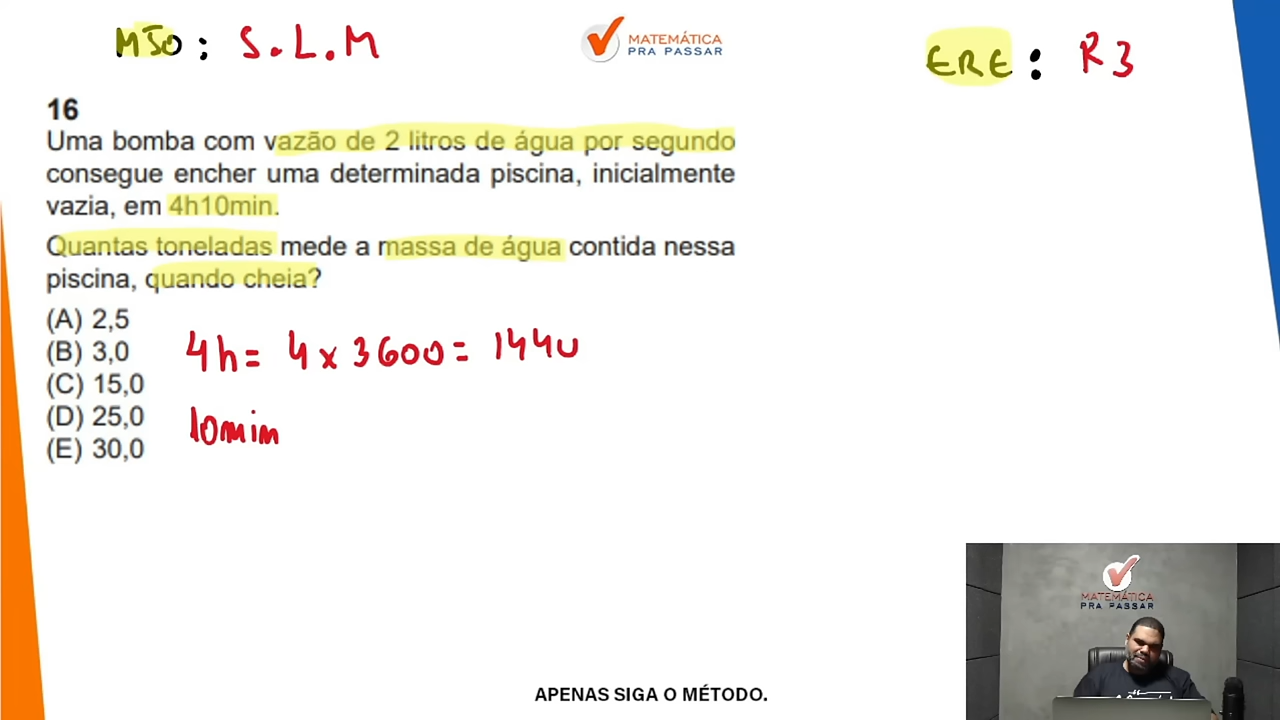 MJO: S.L.M
MATEMÁTICA
PRA PASSAR
ERE: R3
16
Uma bomba com vazão de 2 litros de água por segundo
consegue encher uma determinada piscina, inicialmente
vazia, em 4h10min.
Quantas toneladas mede a massa de água contida nessa
piscina, quando cheia?
(A) 2,5
(B) 3,0
(C) 15,0
(D) 25,0
(E) 30,0
4h = 4 x 3600 = 1440
10min
MATEMÁTICA
PRA PASSAR
APENAS SIGA O MÉTODO.